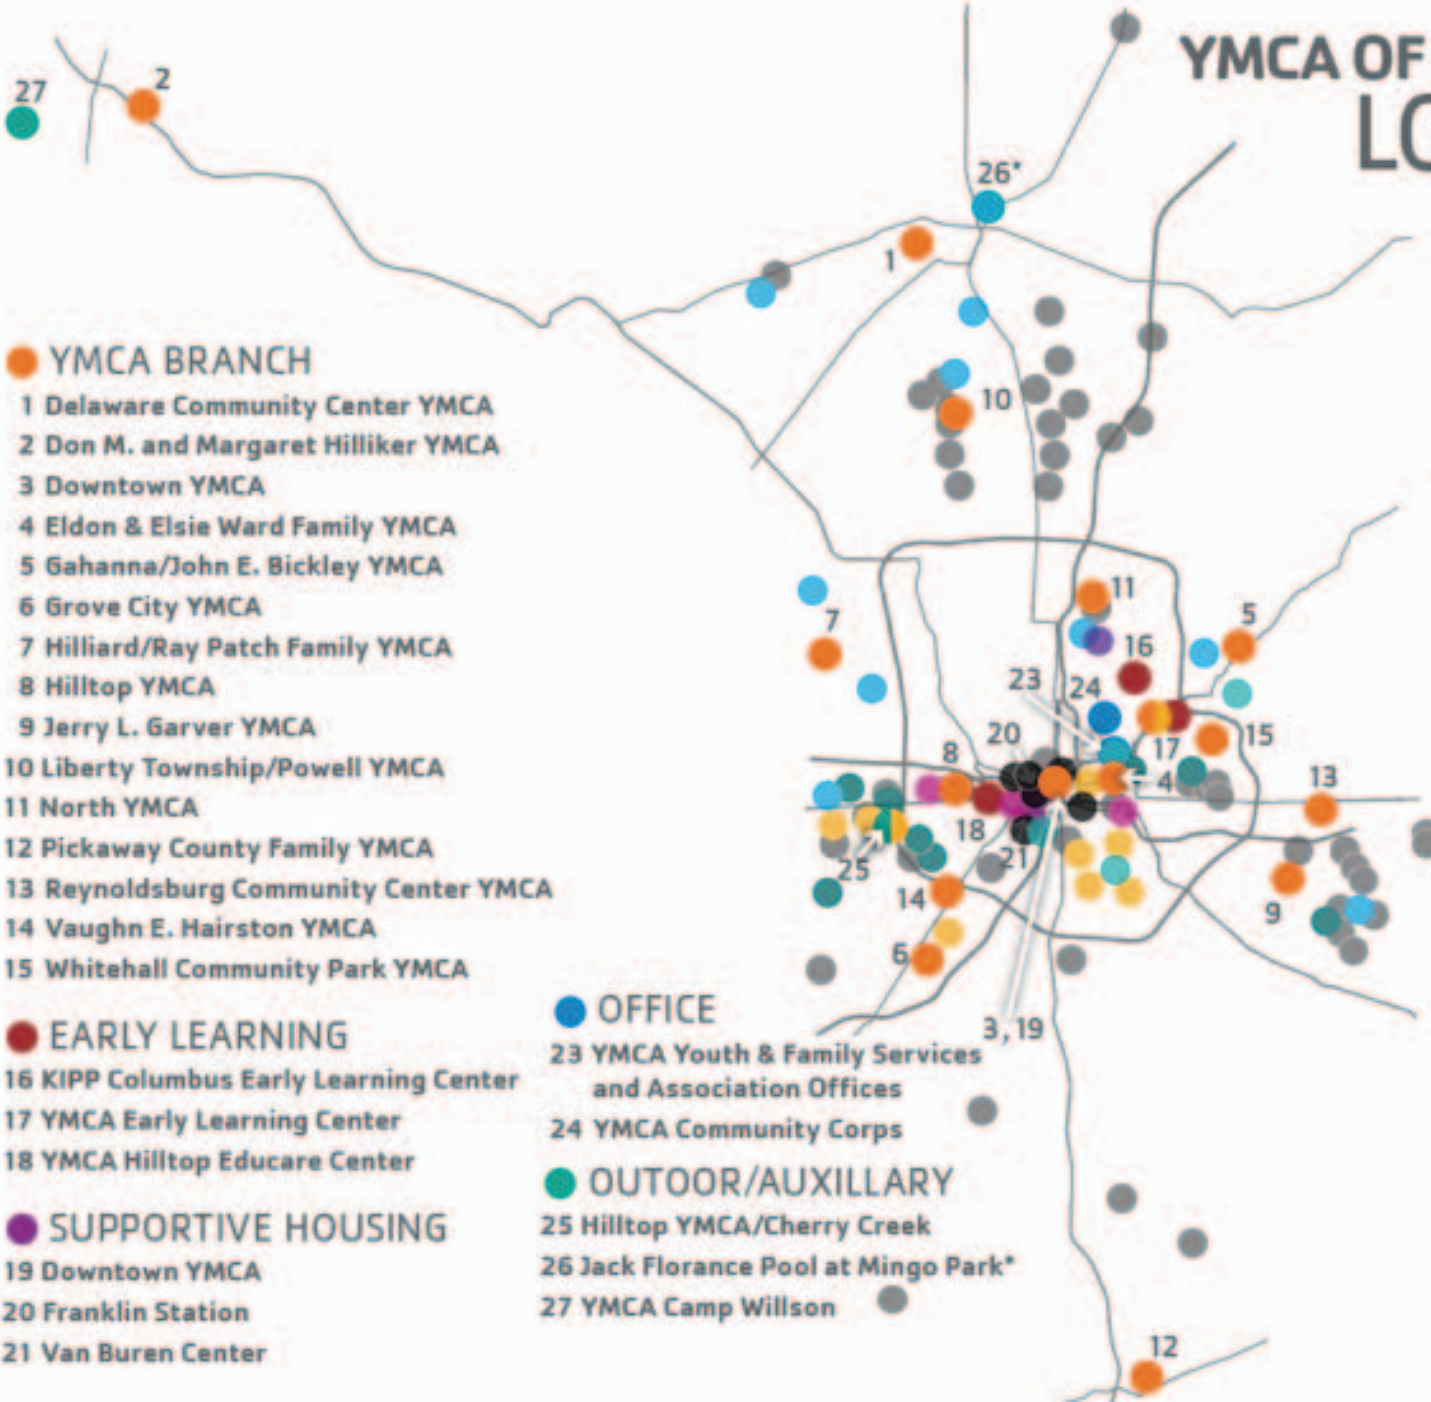 YMCA OF
LO
27
2
26*
1
10
YMCA BRANCH
1 Delaware Community Center YMCA
2 Don M. and Margaret Hilliker YMCA
3 Downtown YMCA
4 Eldon & Elsie Ward Family YMCA
5 Gahanna/John E. Bickley YMCA
6 Grove City YMCA
7 Hilliard/Ray Patch Family YMCA
8 Hilltop YMCA
9 Jerry L. Garver YMCA
10 Liberty Township/Powell YMCA
11 North YMCA
12 Pickaway County Family YMCA
13 Reynoldsburg Community Center YMCA
14 Vaughn E. Hairston YMCA
15 Whitehall Community Park YMCA
11
7
5
16
23
24
20
8
17
15
4
13
18
21
25
14
9
6
3, 19
EARLY LEARNING
16 KIPP Columbus Early Learning Center
17 YMCA Early Learning Center
18 YMCA Hilltop Educare Center
SUPPORTIVE HOUSING
19 Downtown YMCA
20 Franklin Station
21 Van Buren Center
OFFICE
23 YMCA Youth & Family Services
and Association Offices
24 YMCA Community Corps
OUTOOR/AUXILLARY
25 Hilltop YMCA/Cherry Creek
26 Jack Florance Pool at Mingo Park*
27 YMCA Camp Willson
12